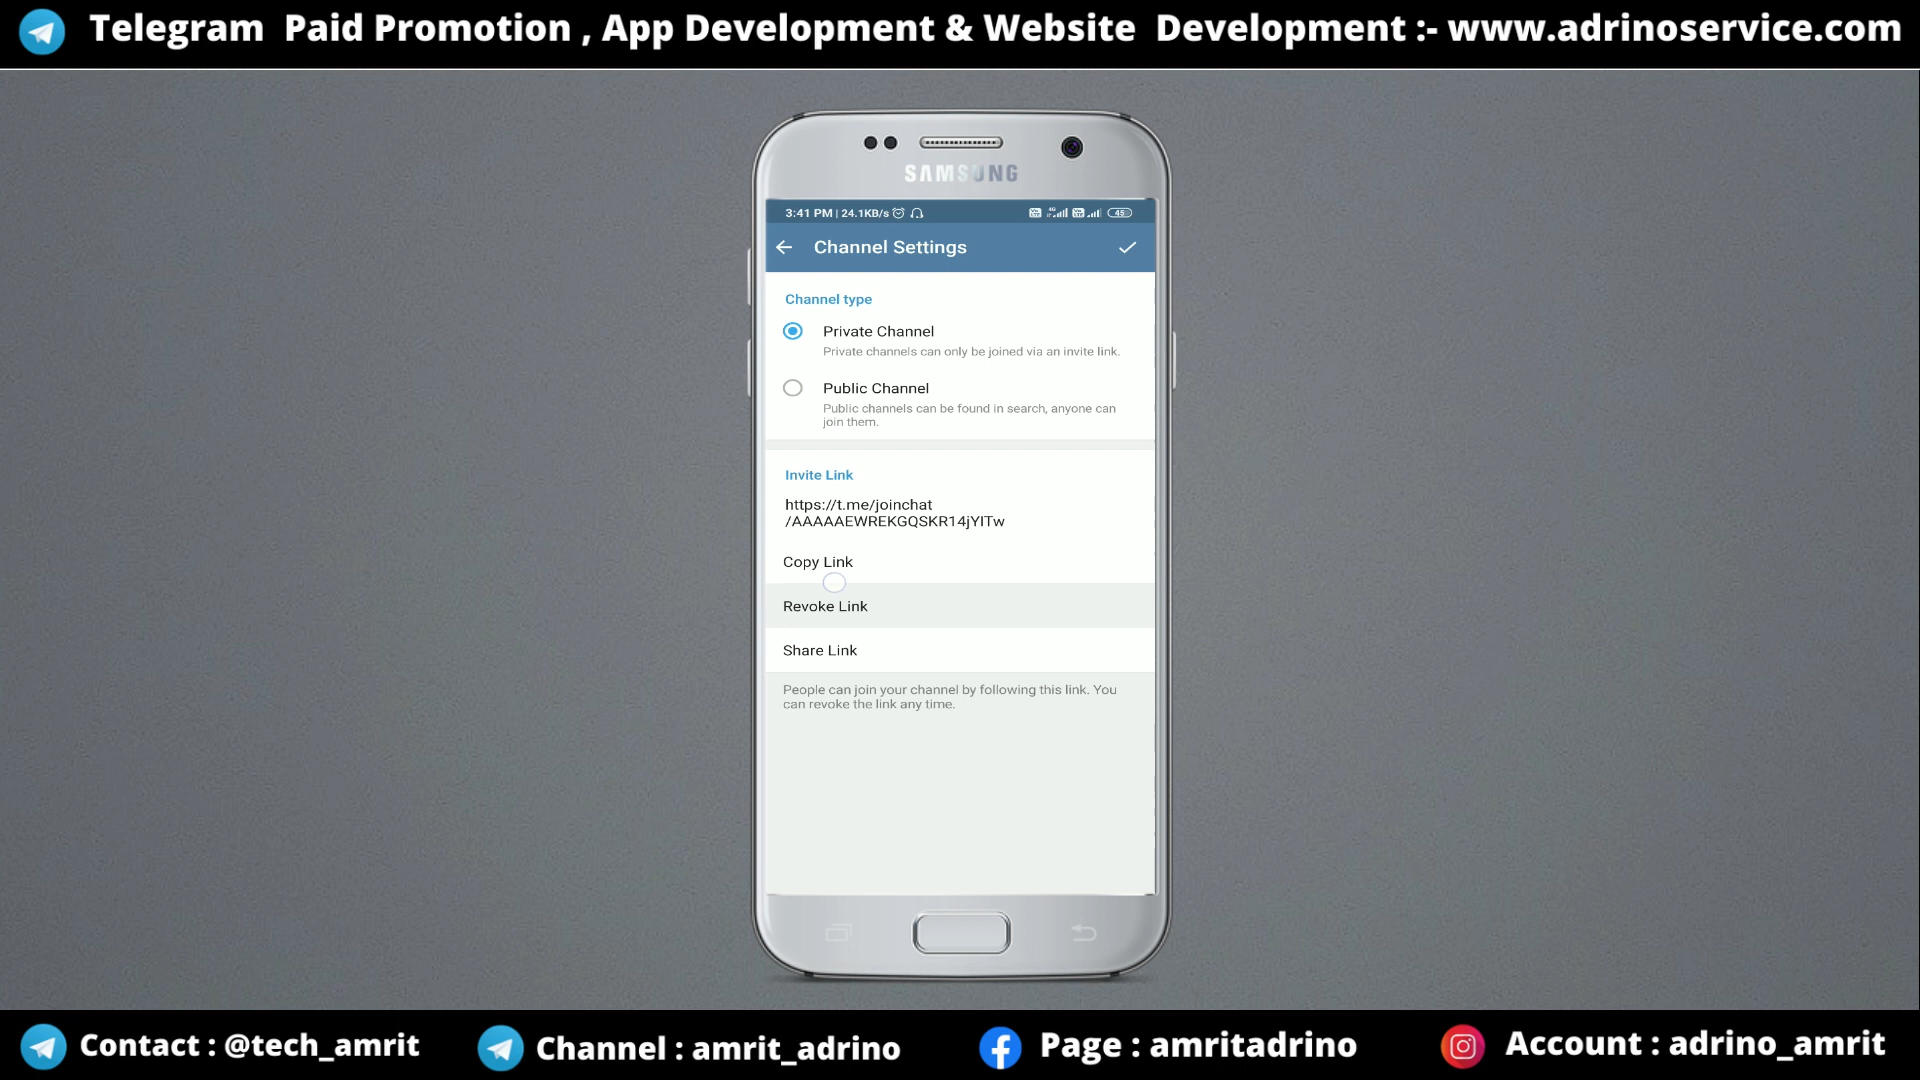 Telegram Paid Promotion , App Development & Website Development :- www.adrinoservice.com
SAMSUNG
3:41 PM | 24.1KB/s
4G
45
Channel Settings
Channel type
Private Channel
Private channels can only be joined via an invite link.
Public Channel
Public channels can be found in search, anyone can
join them.
Invite Link
https://t.me/joinchat
/AAAAAEWREKGQSKR14jYITw
Copy Link
Revoke Link
Share Link
People can join your channel by following this link. You
can revoke the link any time.
Contact : @tech_amrit
Channel : amrit_adrino
Page : amritadrino
Account : adrino_amrit